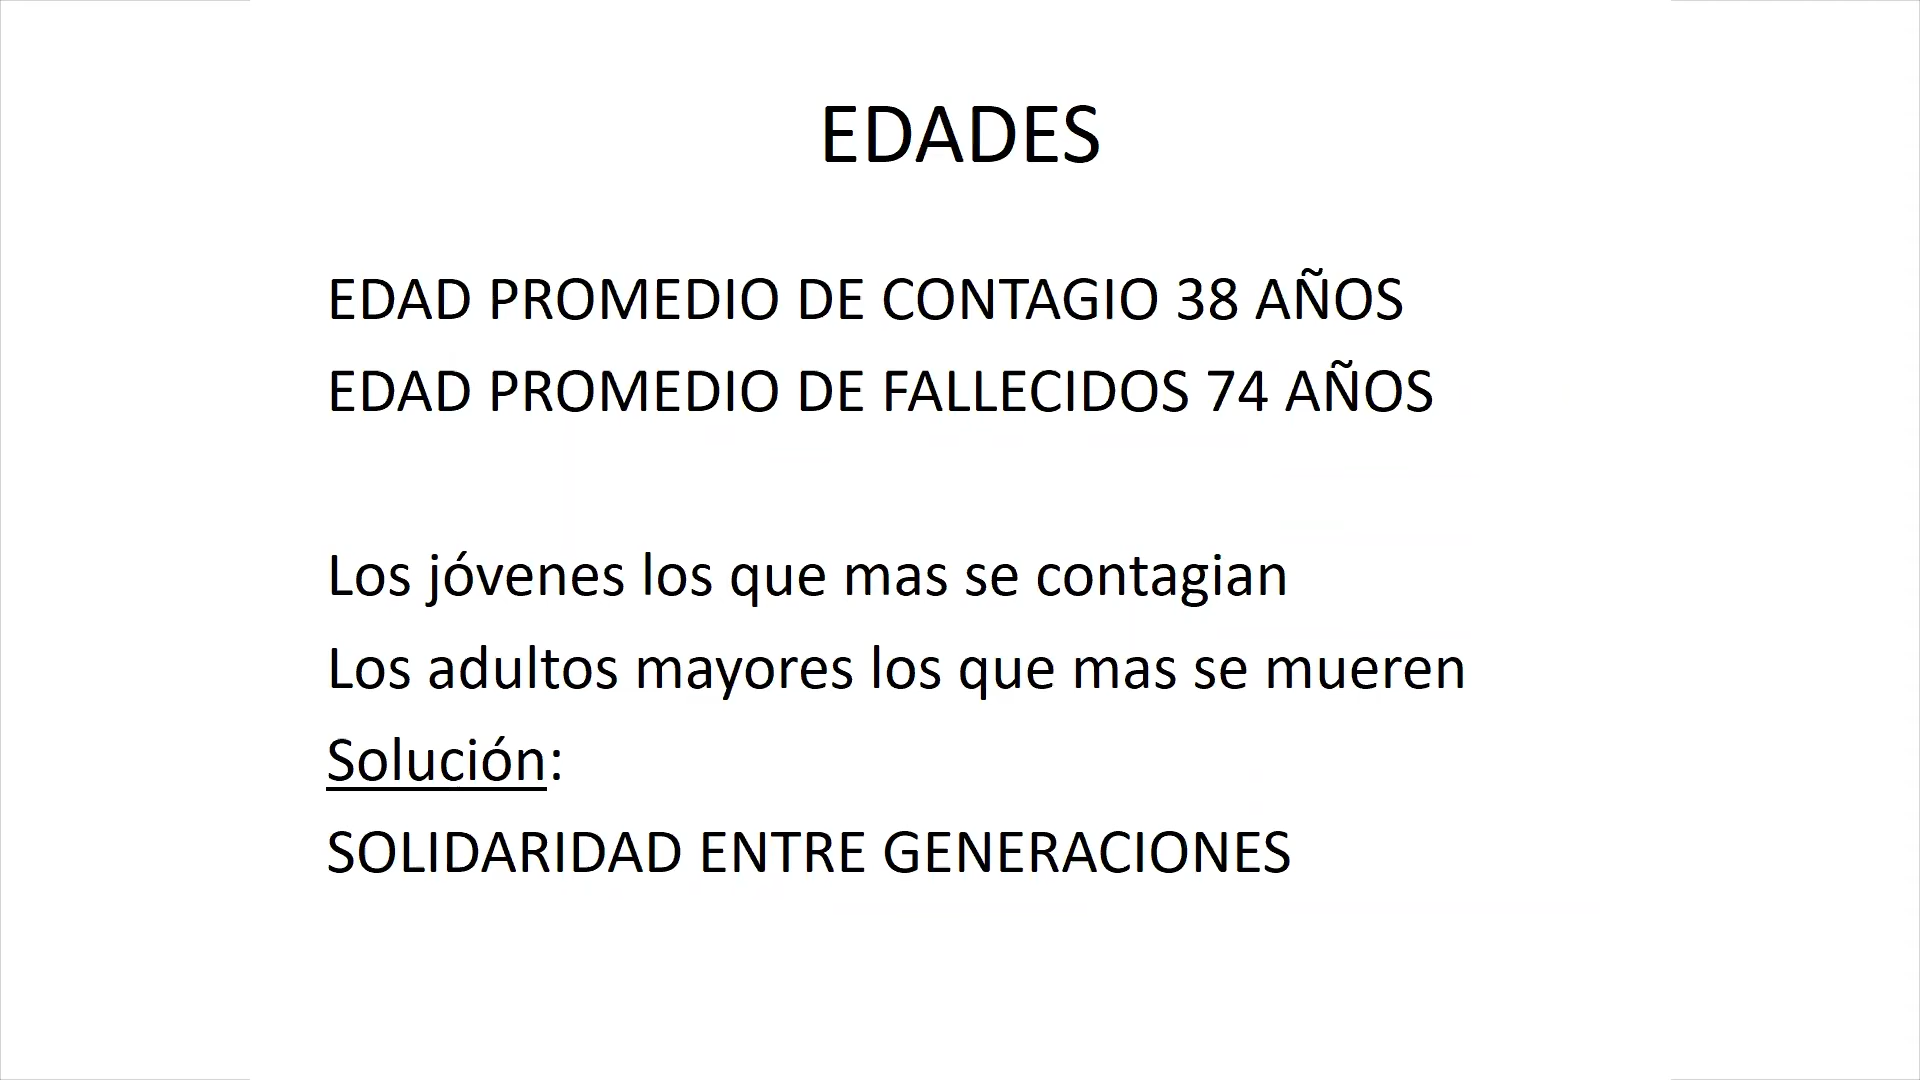 EDADES
EDAD PROMEDIO DE CONTAGIO 38 AÑOS
EDAD PROMEDIO DE FALLECIDOS 74 AÑOS
Los jóvenes los que mas se contagian
Los adultos mayores los que mas se mueren
Solución:
SOLIDARIDAD ENTRE GENERACIONES